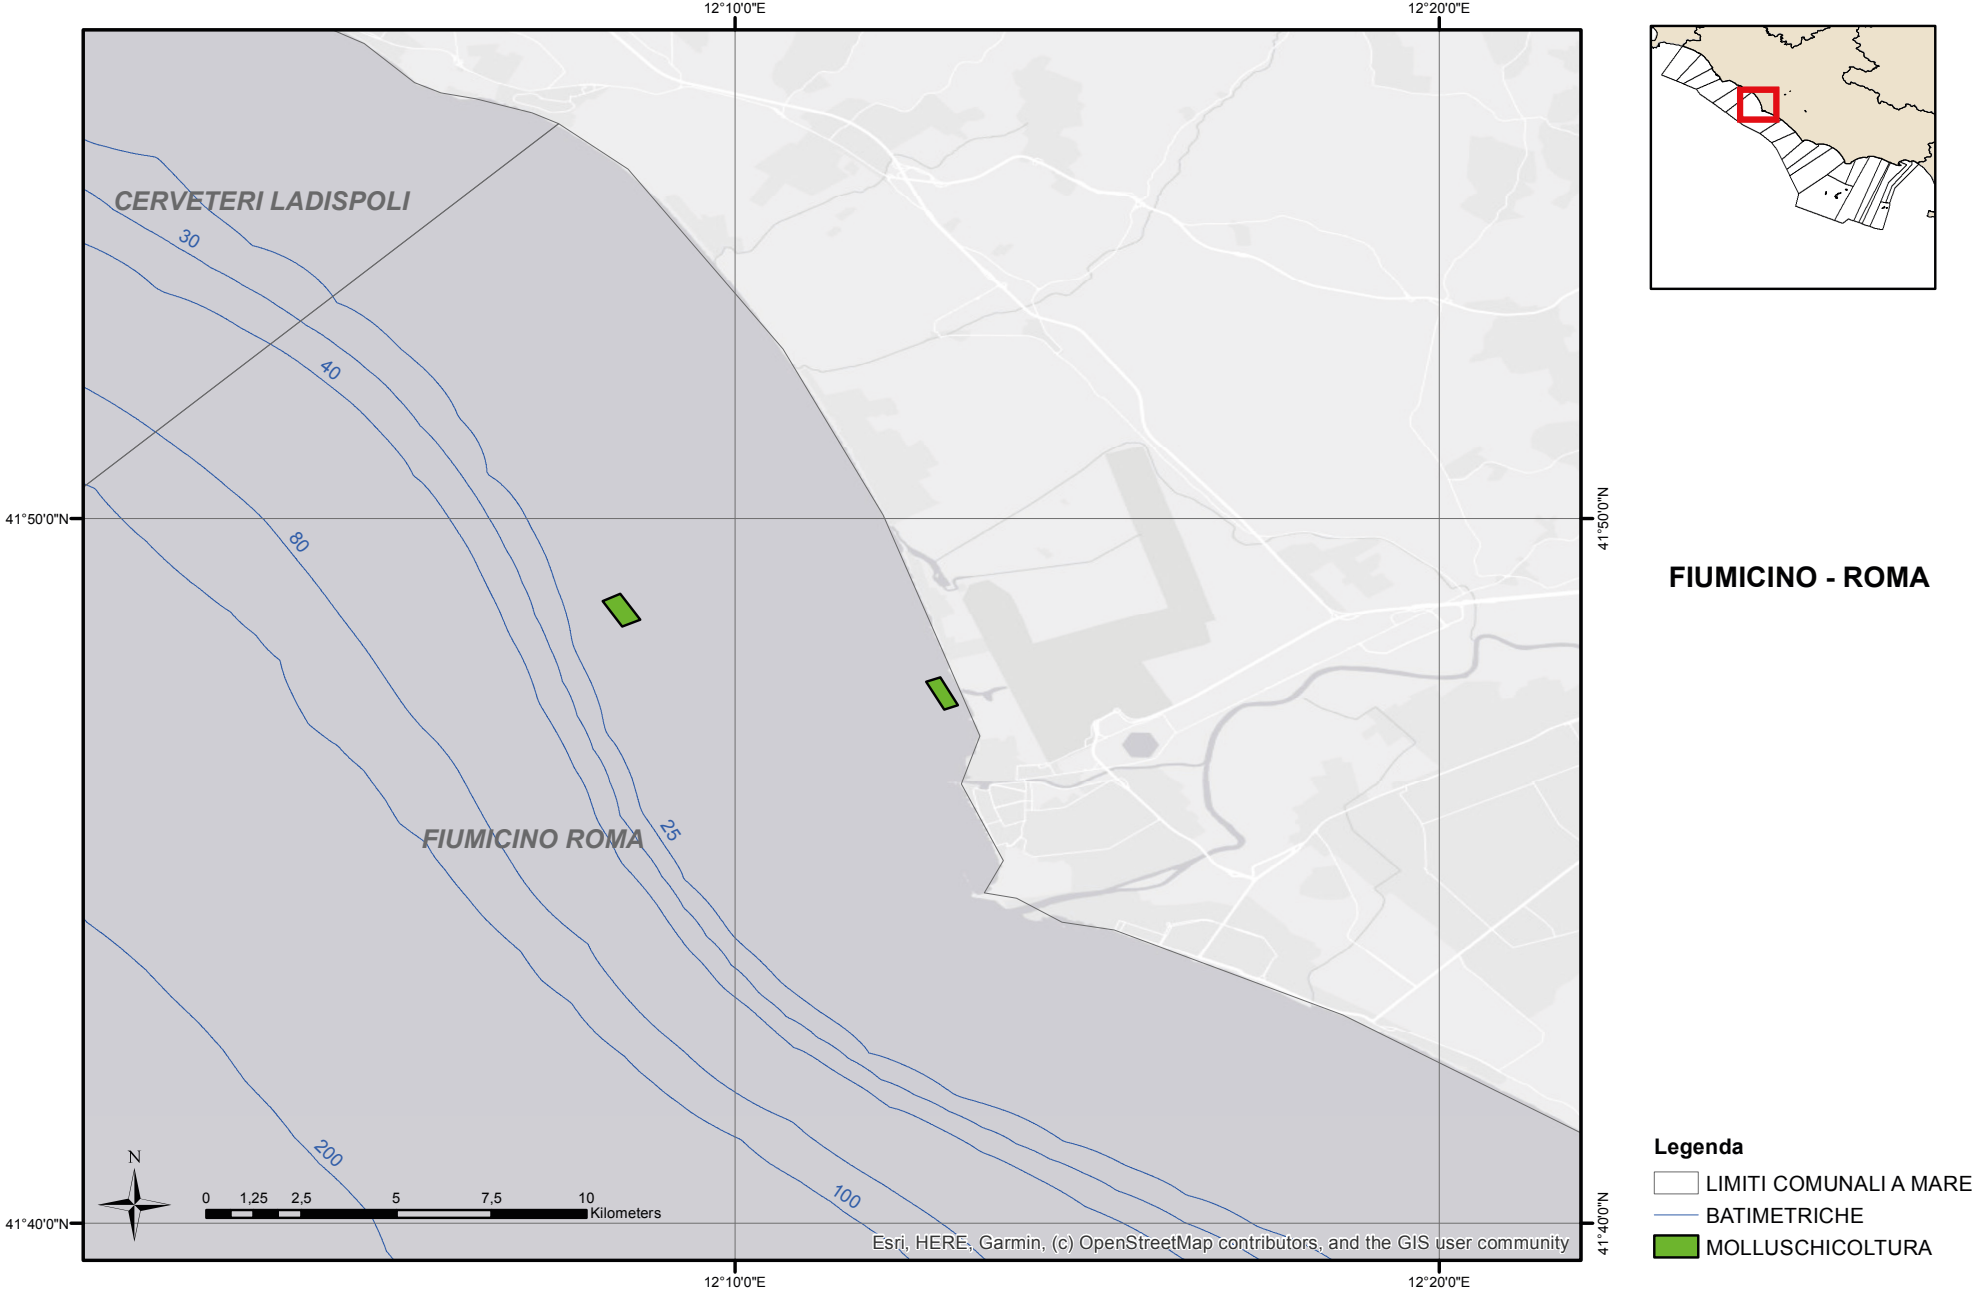 12°10'0"E
12°20'0"E
CERVETERI LADISPOLI
30
40
41°50'0"N
41°50'0"N
80
FIUMICINO - ROMA
25
FIUMICINO ROMA
200
100
N
0 1,25 2,5 5 7,5 10
Kilometers
41°40'0"N
41°40'0"N
Esri, HERE, Garmin, (c) OpenStreetMap contributors, and the GIS user community
12°10'0"E
12°20'0"E
Legenda
LIMITI COMUNALI A MARE
BATIMETRICHE
MOLLUSCHICOLTURA